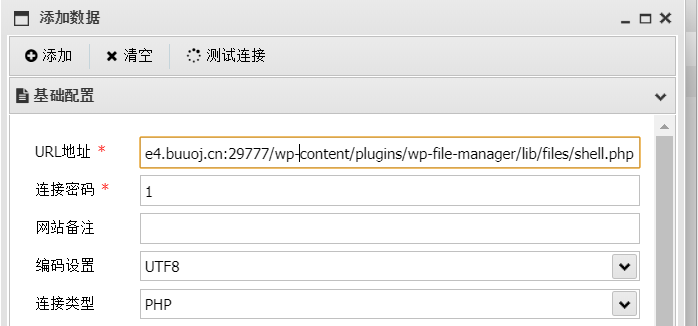 添加数据
添加 清空 测试连接
基础配置
URL地址 * e4.buuoj.cn:29777/wp-content/plugins/wp-file-manager/lib/files/shell.php
连接密码 * 1
网站备注
编码设置 UTF8
连接类型 PHP